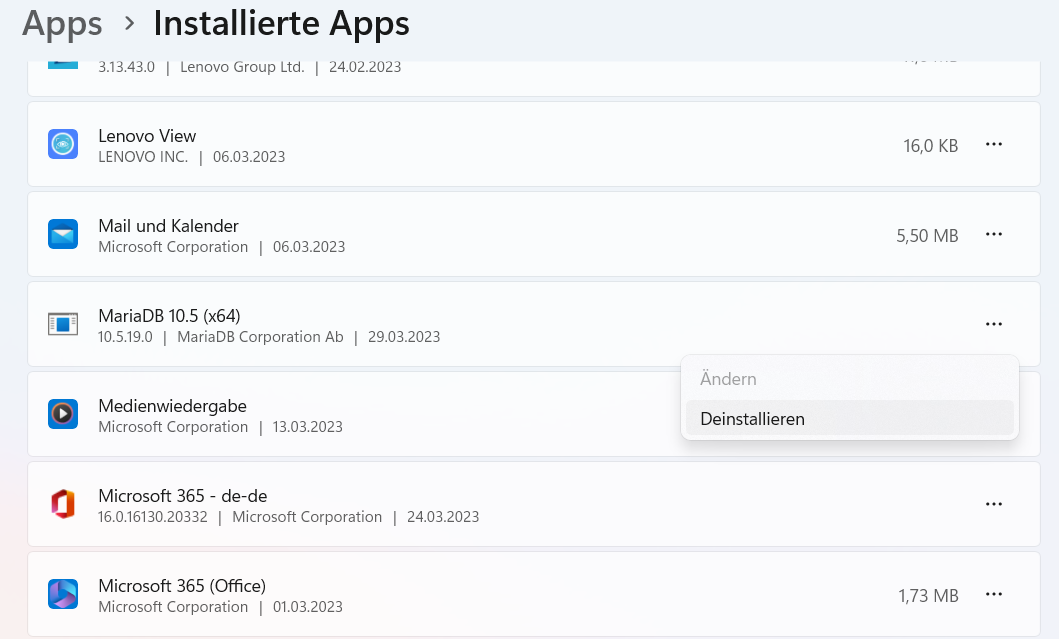 Apps > Installierte Apps
3.13.43.0 | Lenovo Group Ltd. | 24.02.2023
Lenovo View
LENOVO INC. | 06.03.2023
16,0 KB
Mail und Kalender
Microsoft Corporation | 06.03.2023
5,50 MB
MariaDB 10.5 (x64)
10.5.19.0 | MariaDB Corporation Ab | 29.03.2023
Ändern
Deinstallieren
Medienwiedergabe
Microsoft Corporation | 13.03.2023
Microsoft 365 - de-de
16.0.16130.20332 | Microsoft Corporation | 24.03.2023
Microsoft 365 (Office)
Microsoft Corporation | 01.03.2023
1,73 MB